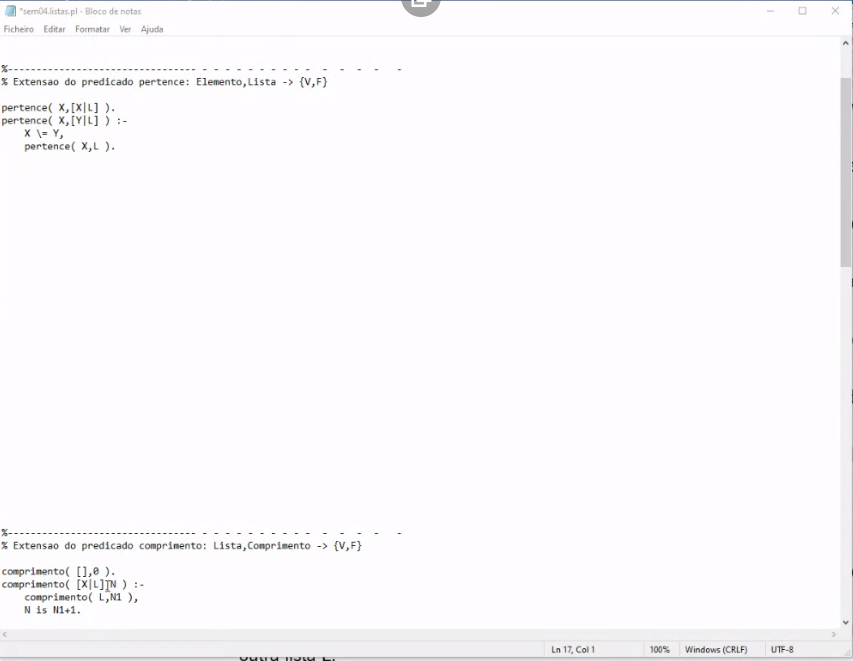 *sem04.listas.pl - Bloco de notas
Ficheiro Editar Formatar Ver Ajuda
%-------------------------------- - - - - - - - - - - - - - - - -
% Extensao do predicado pertence: Elemento,Lista -> {V,F}
pertence( X,[X|L] ).
pertence( X,[Y|L] ) :-
X \= Y,
pertence( X,L ).
%-------------------------------- - - - - - - - - - - - - - - - -
% Extensao do predicado comprimento: Lista,Comprimento -> {V,F}
comprimento( [],0 ).
comprimento( [X|L],N ) :-
comprimento( L,N1 ),
N is N1+1.
Ln 17, Col 1 100% Windows (CRLF) UTF-8
outra lista L.